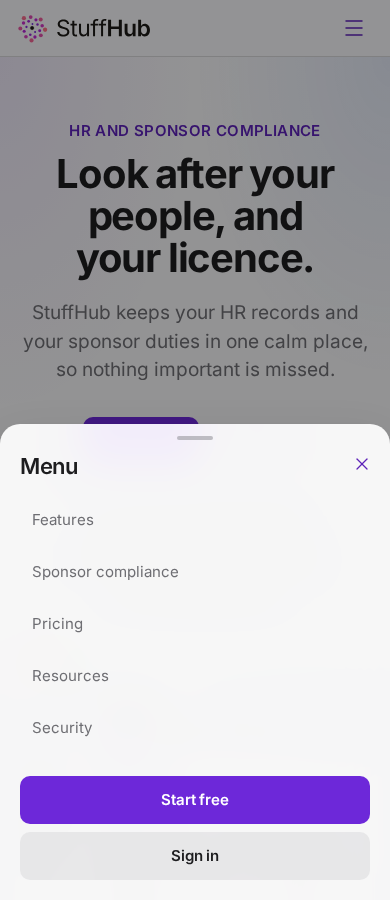 StuffHub
HR AND SPONSOR COMPLIANCE
Look after your
people, and
your licence.
StuffHub keeps your HR records and
your sponsor duties in one calm place,
so nothing important is missed.
Menu
Features
Sponsor compliance
Pricing
Resources
Security
Start free
Sign in